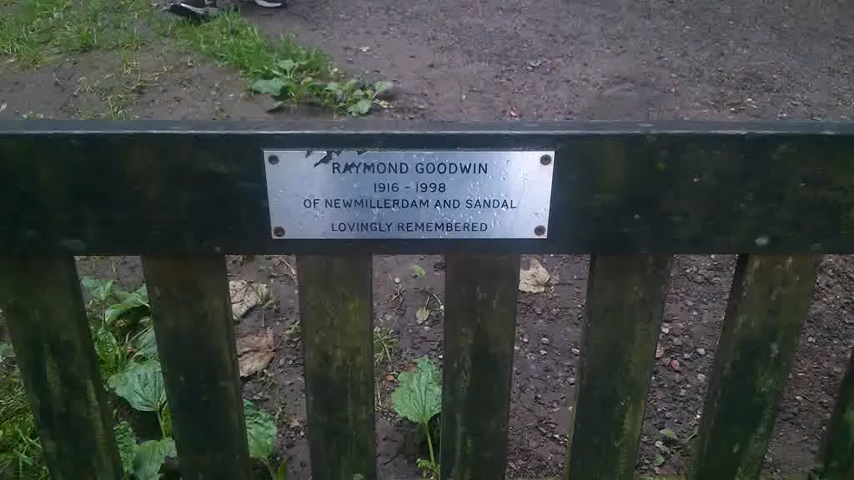 RAYMOND GOODWIN
1916 - 1998
OF NEWMILLERDAM AND SANDAL
LOVINGLY REMEMBERED